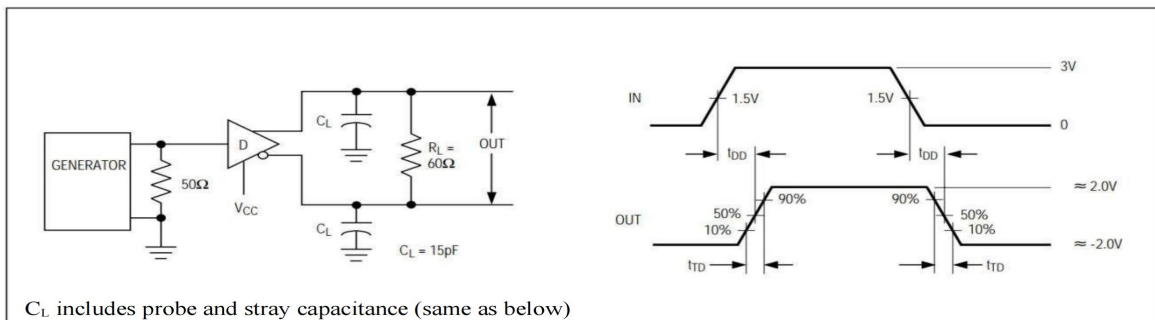 GENERATOR
50Ω
D
VCC
CL
CL
RL =
60Ω
OUT
CL = 15pF
IN
1.5V
1.5V
3V
0
tDD
tDD
OUT
90%
50%
10%
90%
50%
10%
≈ 2.0V
≈ -2.0V
tTD
tTD
CL includes probe and stray capacitance (same as below)